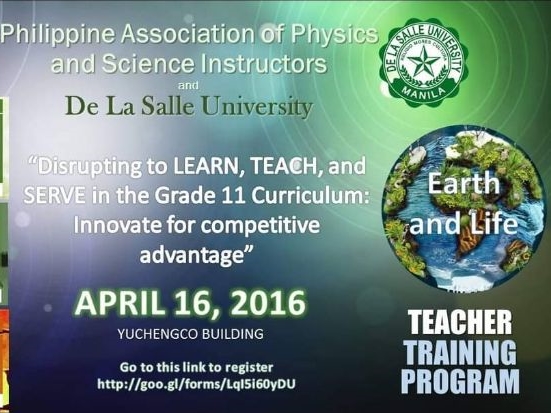 Philippine Association of Physics
and Science Instructors
and
De La Salle University
DE LA SALLE UNIVERSITY
MANILA
"Disrupting to LEARN, TEACH, and
SERVE in the Grade 11 Curriculum:
Innovate for competitive
advantage"
Earth
and Life
APRIL 16, 2016
YUCHENGCO BUILDING
Go to this link to register
http://goo.gl/forms/LqI5i60yDU
TEACHER
TRAINING
PROGRAM